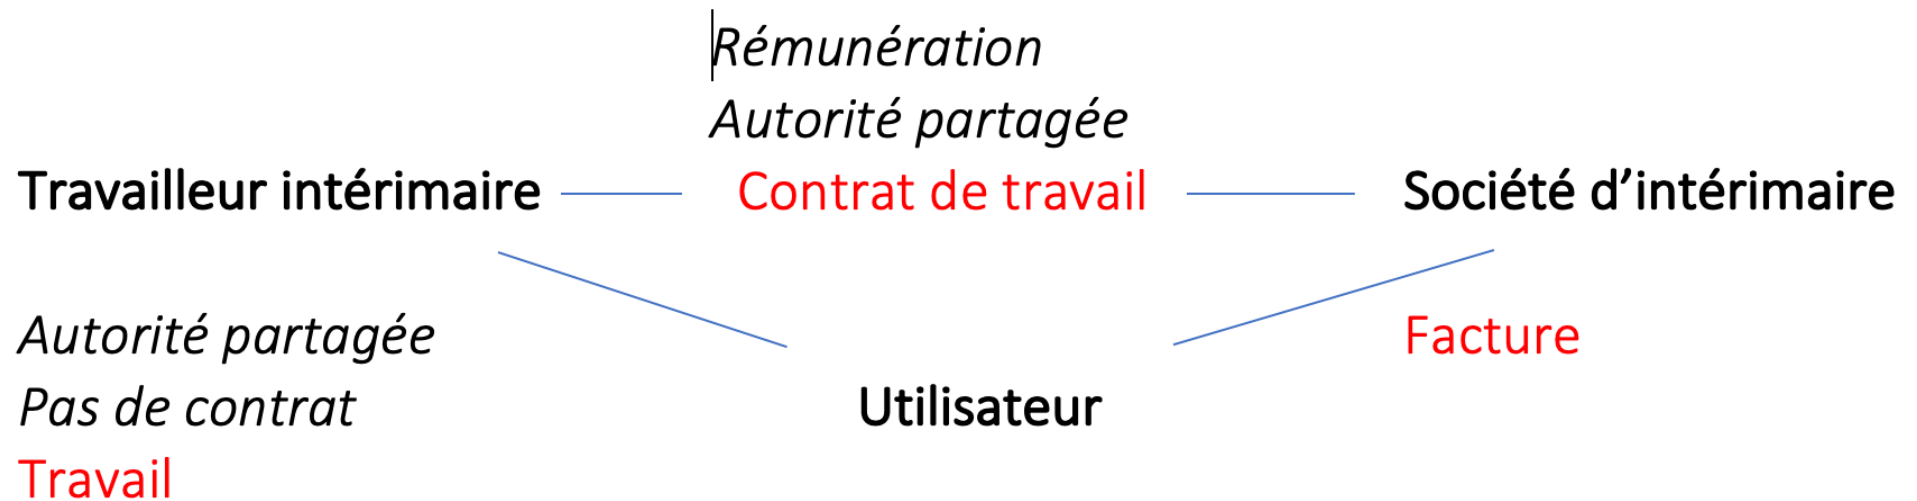 Rémunération
Autorité partagée
Travailleur intérimaire Contrat de travail Société d’intérimaire
Autorité partagée Facture
Pas de contrat Utilisateur
Travail